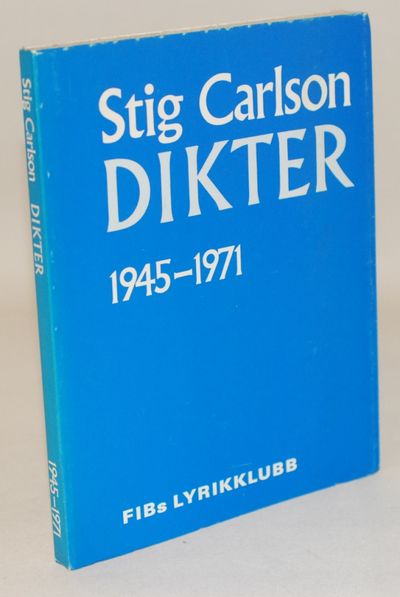 Stig Carlson
DIKTER
1945–1971
FIBs LYRIKKLUBB
Stig Carlson DIKTER 1945–1971